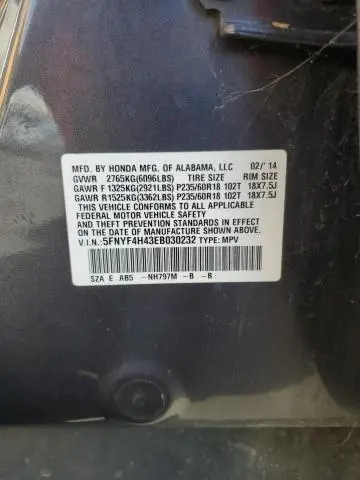 MFD. BY HONDA MFG. OF ALABAMA, LLC 02/'14
GVWR 2765KG(6096LBS) TIRE SIZE RIM SIZE
GAWR F 1325KG(2921LBS) P235/60R18 102T 18X7.5J
GAWR R 1525KG(3362LBS) P235/60R18 102T 18X7.5J
THIS VEHICLE CONFORMS TO ALL APPLICABLE
FEDERAL MOTOR VEHICLE SAFETY
AND THEFT PREVENTION STANDARDS IN EFFECT ON
THE DATE OF MANUFACTURE SHOWN ABOVE.
V.I.N.: 5FNYF4H43EB030232 TYPE: MPV
SZA E AB5 -NH797M -B -B